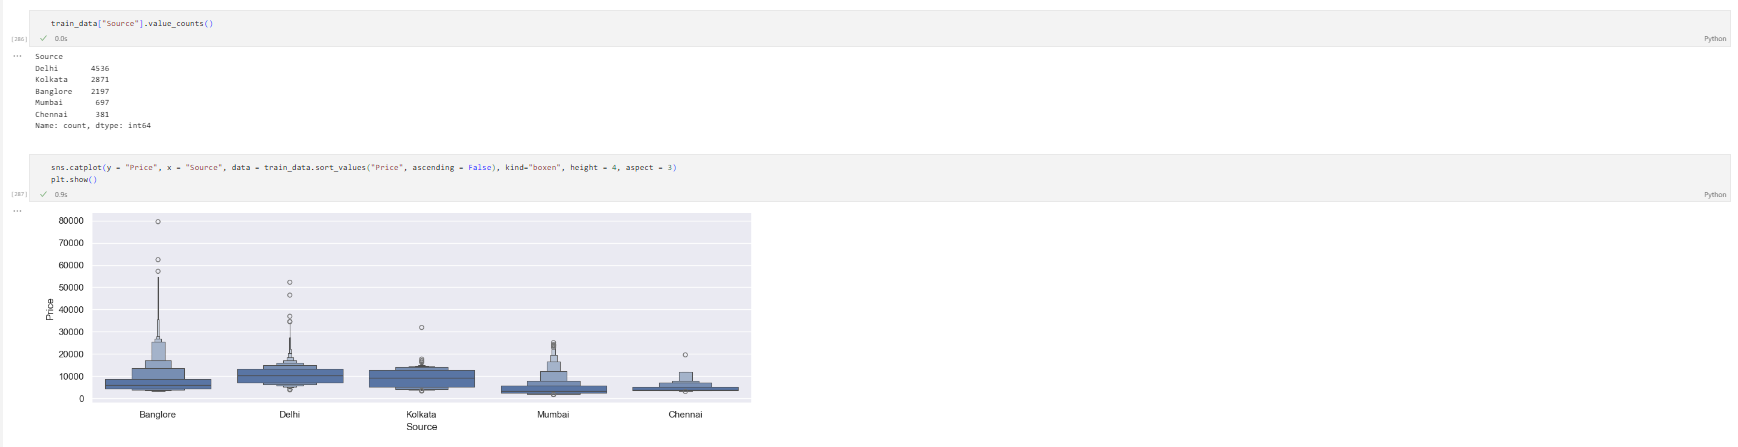 train_data["Source"].value_counts()
[286]
0.0s
Python
...
Source
Delhi 4536
Kolkata 2871
Banglore 2197
Mumbai 697
Chennai 381
Name: count, dtype: int64
sns.catplot(y = "Price", x = "Source", data = train_data.sort_values("Price", ascending = False), kind="boxen", height = 4, aspect = 3)
plt.show()
[287]
0.9s
Python
...
80000
70000
60000
50000
40000
30000
20000
10000
0
Price
Banglore Delhi Kolkata Mumbai Chennai
Source